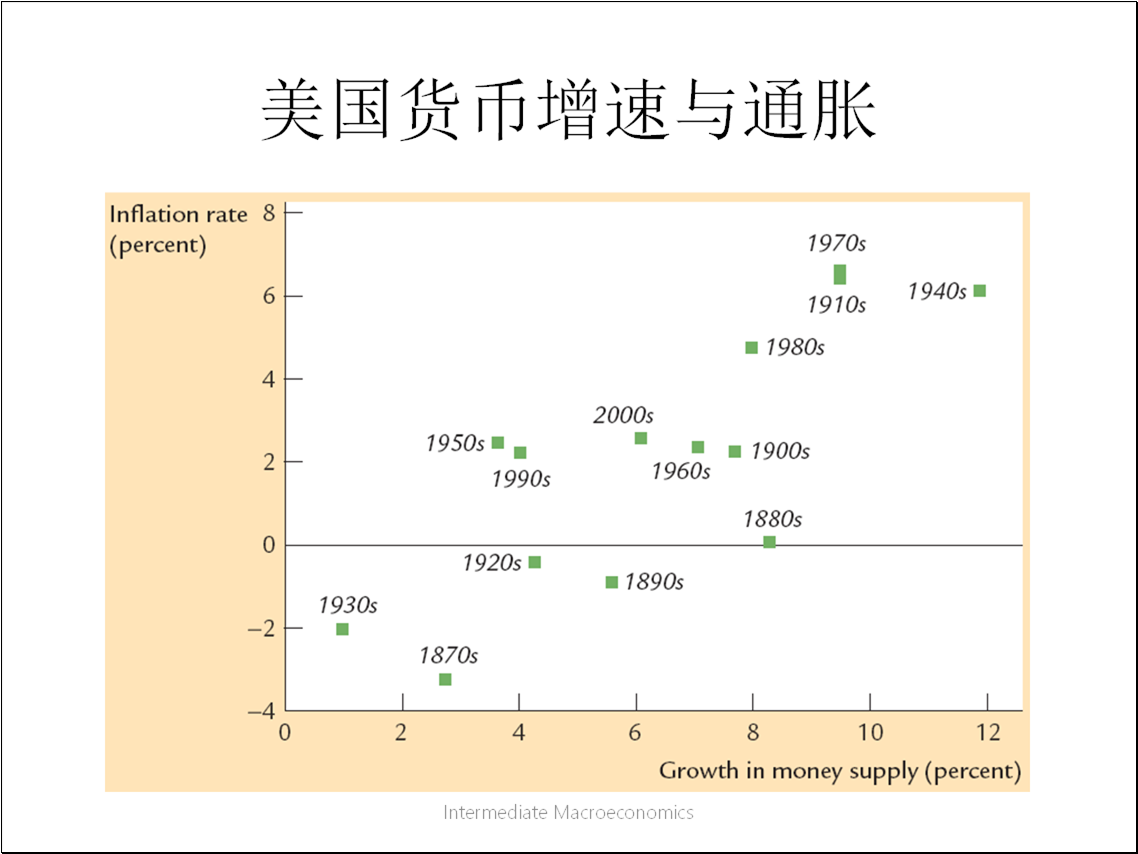 美国货币增速与通胀
Inflation rate
(percent)
8
6
4
2
0
−2
−4
1970s
1910s
1940s
1980s
2000s
1950s
1990s
1960s
1900s
1880s
1920s
1890s
1930s
1870s
0 2 4 6 8 10 12
Growth in money supply (percent)
Intermediate Macroeconomics